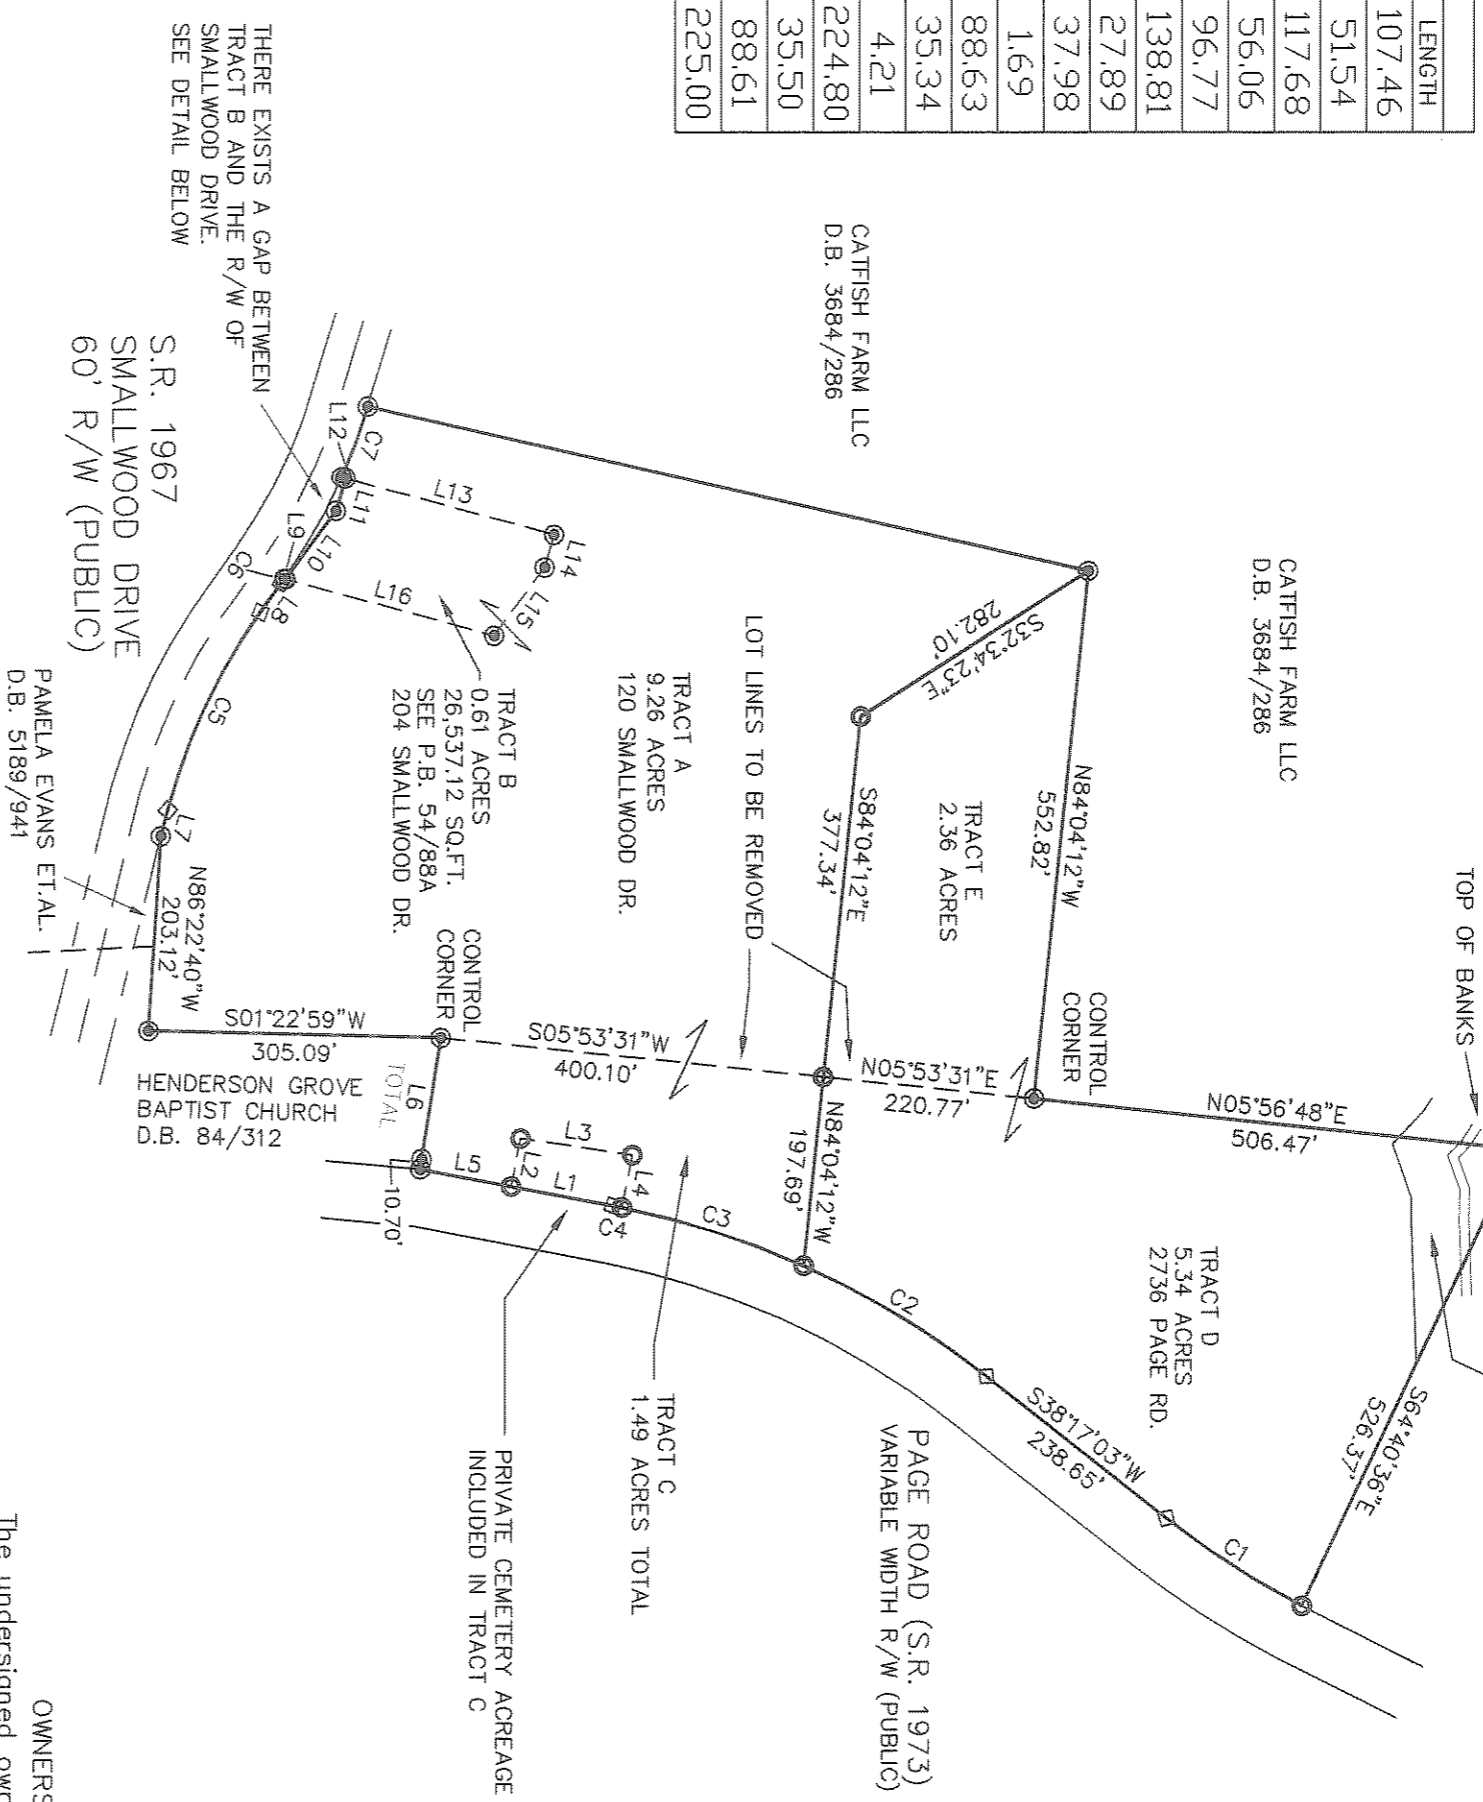 LENGTH
107.46
51.54
117.68
56.06
96.77
138.81
27.89
37.98
1.69
88.63
35.34
4.21
224.80
35.50
88.61
225.00
TOP OF BANKS
CATFISH FARM LLC
D.B. 3684/286
CATFISH FARM LLC
D.B. 3684/286
N84°04'12"W
552.82'
S32°34'23"E
282.10'
TRACT E
2.36 ACRES
S84°04'12"E
377.34'
CONTROL
CORNER
N05°56'48"E
506.47'
S64°40'36"E
526.37'
TRACT D
5.34 ACRES
2736 PAGE RD.
C1
S38°17'03"W
238.65'
C2
PAGE ROAD (S.R. 1973)
VARIABLE WIDTH R/W (PUBLIC)
N05°53'31"E
220.77'
N84°04'12"W
197.69'
LOT LINES TO BE REMOVED
TRACT A
9.26 ACRES
120 SMALLWOOD DR.
S05°53'31"W
400.10'
C3
C4
TRACT C
1.49 ACRES TOTAL
L4
L3
L2
L1
L5
L6
TOTAL
10.70'
PRIVATE CEMETERY ACREAGE
INCLUDED IN TRACT C
CONTROL
CORNER
TRACT B
0.61 ACRES
26,537.12 SQ.FT.
SEE P.B. 54/88A
204 SMALLWOOD DR.
L13
L14
L15
L16
C7
L12
L11
L10
L9
L8
C6
C5
L7
THERE EXISTS A GAP BETWEEN
TRACT B AND THE R/W OF
SMALLWOOD DRIVE.
SEE DETAIL BELOW
S.R. 1967
SMALLWOOD DRIVE
60' R/W (PUBLIC)
N86°22'40"W
203.12'
S01°22'59"W
305.09'
HENDERSON GROVE
BAPTIST CHURCH
D.B. 84/312
PAMELA EVANS ET.AL.
D.B. 5189/941
OWNERS
The undersigned own